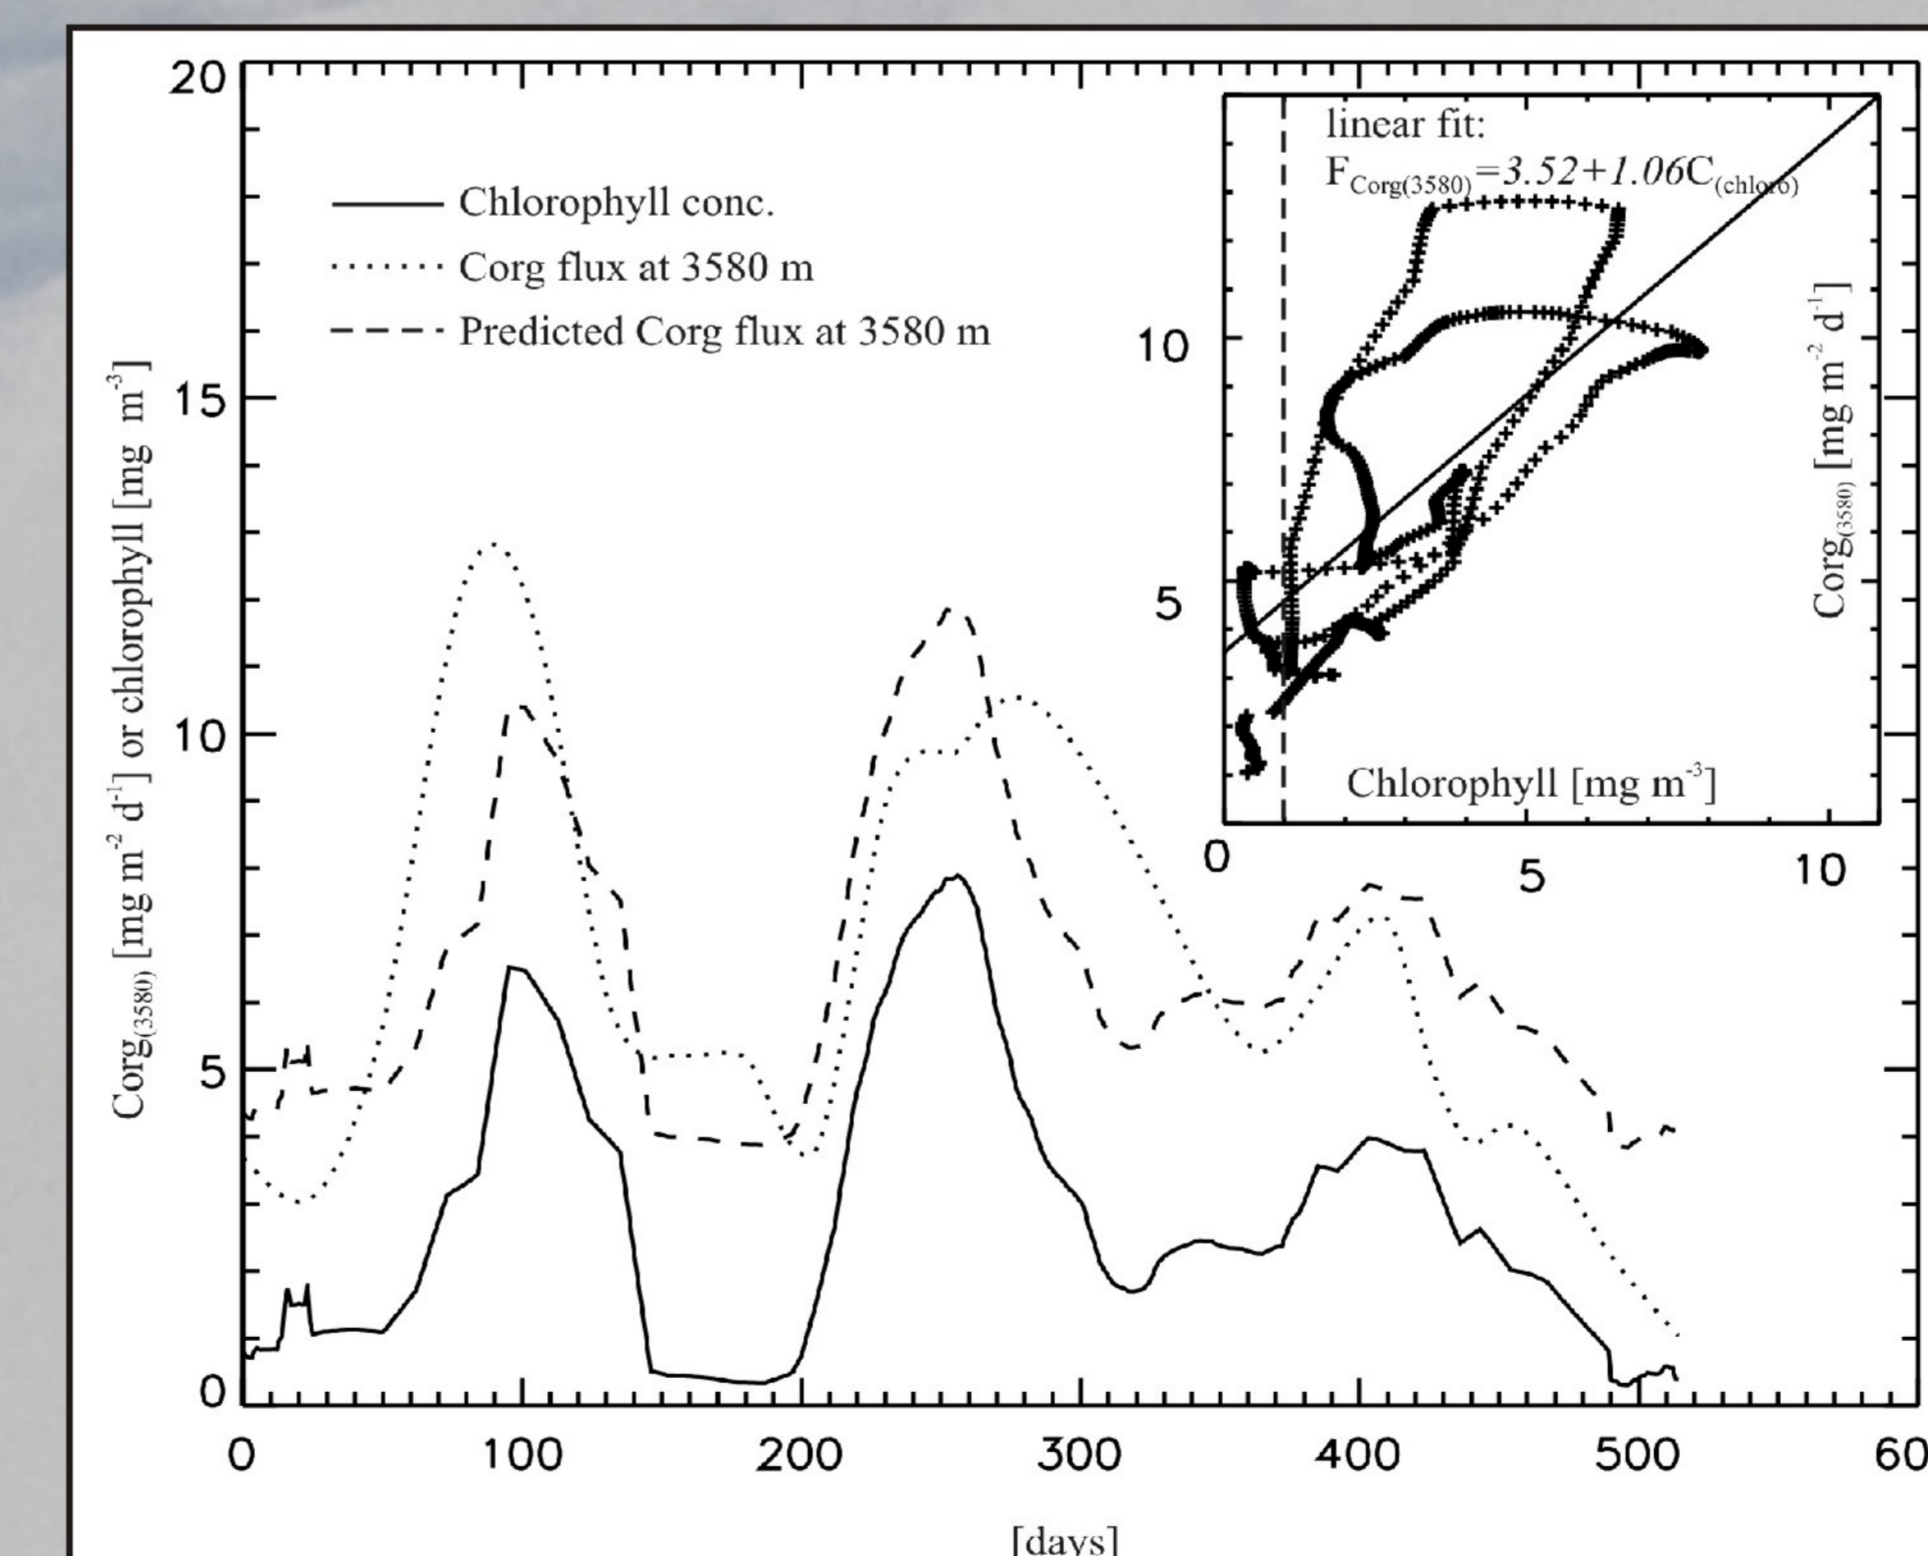 20
15
10
5
0
Corg(3580) [mg m-2 d-1] or chlorophyll [mg m-3]
Chlorophyll conc.
Corg flux at 3580 m
Predicted Corg flux at 3580 m
linear fit:
FCorg(3580)=3.52+1.06C(chloro)
10
5
Corg(3580) [mg m-2 d-1]
Chlorophyll [mg m-3]
0 5 10
0 100 200 300 400 500 60
[days]